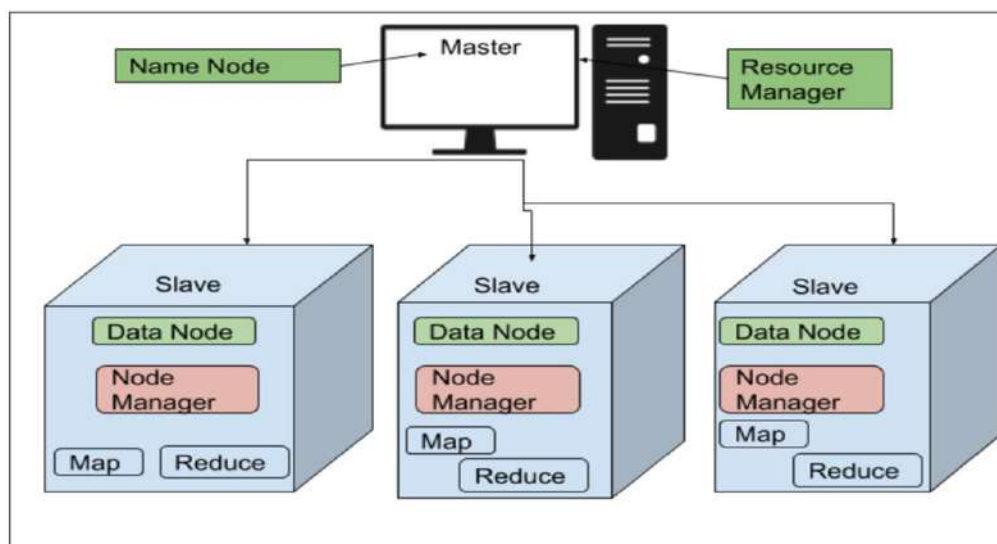 Master
Name Node
Resource
Manager
Slave
Data Node
Node
Manager
Map
Reduce
Slave
Data Node
Node
Manager
Map
Reduce
Slave
Data Node
Node
Manager
Map
Reduce